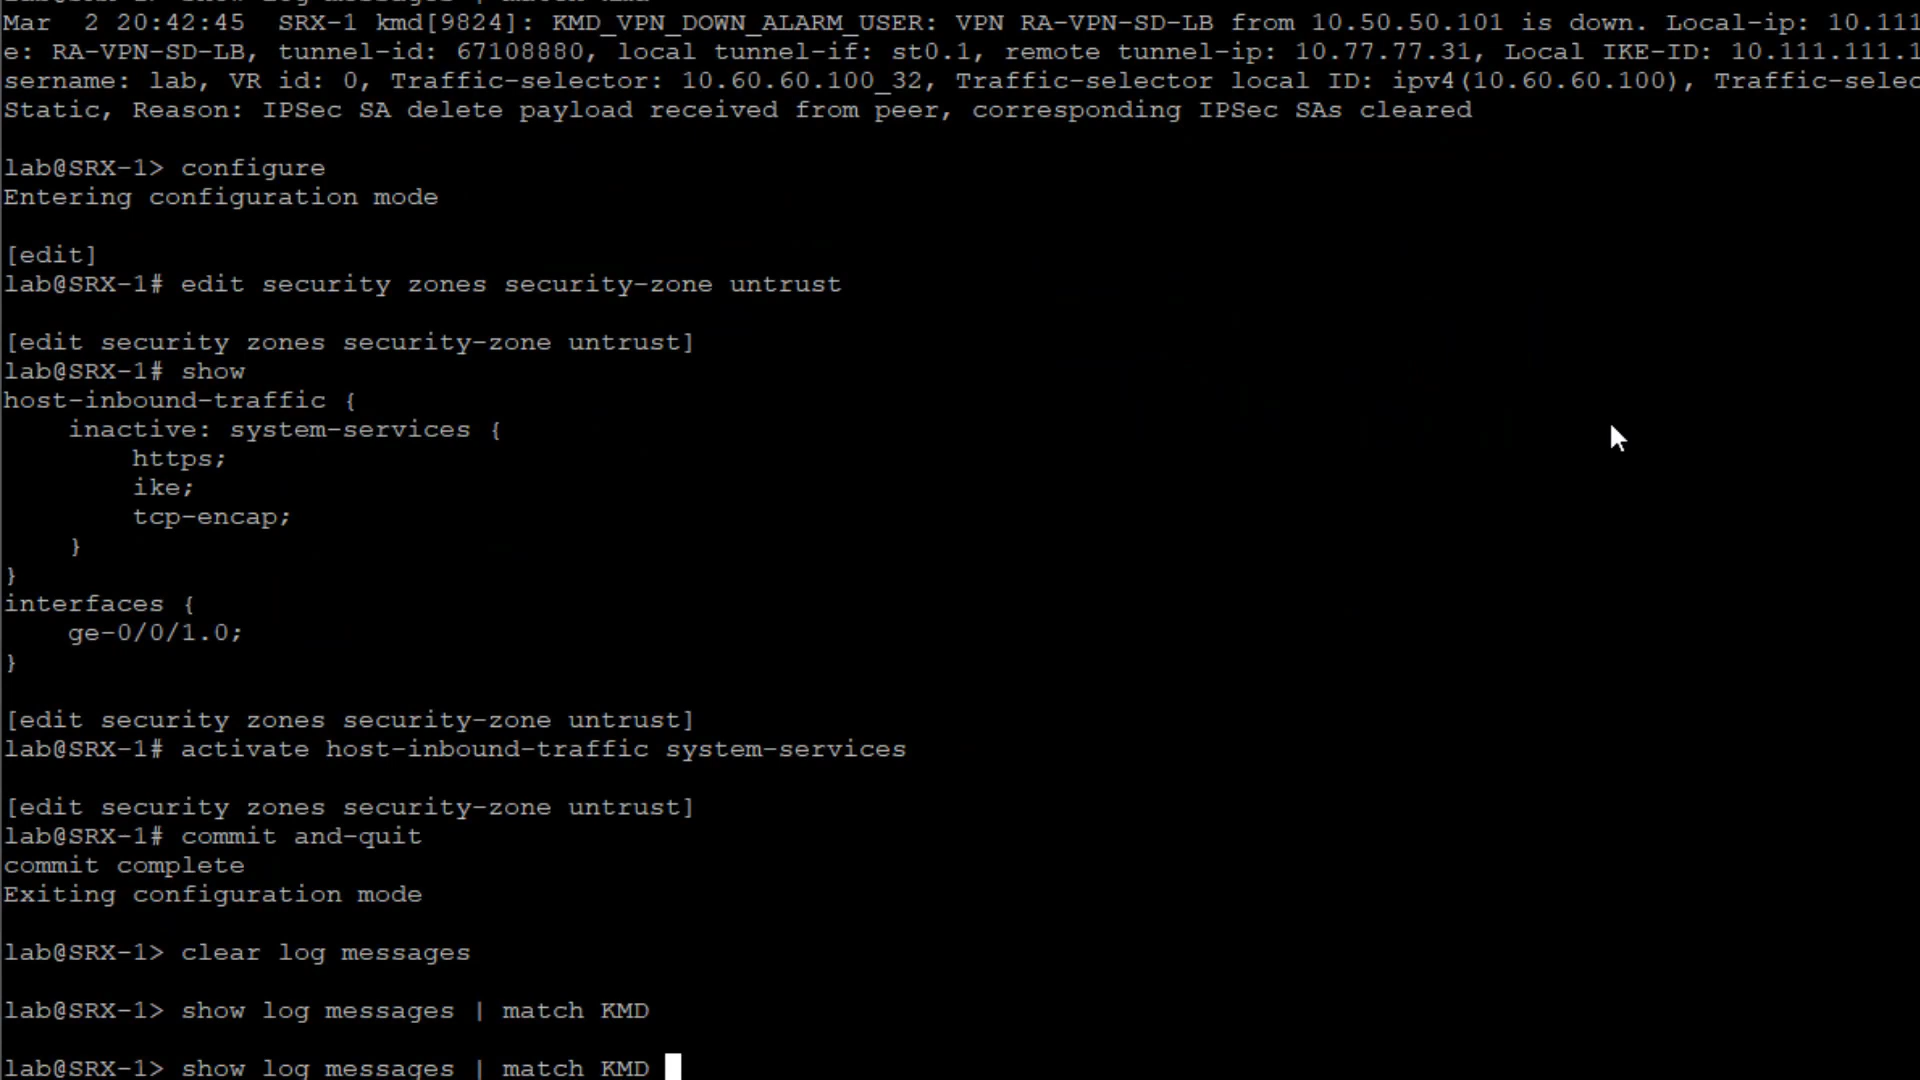 Mar  2 20:42:45  SRX-1 kmd[9824]: KMD_VPN_DOWN_ALARM_USER: VPN RA-VPN-SD-LB from 10.50.50.101 is down. Local-ip: 10.111
e: RA-VPN-SD-LB, tunnel-id: 67108880, local tunnel-if: st0.1, remote tunnel-ip: 10.77.77.31, Local IKE-ID: 10.111.111.1
sername: lab, VR id: 0, Traffic-selector: 10.60.60.100_32, Traffic-selector local ID: ipv4(10.60.60.100), Traffic-selec
Static, Reason: IPSec SA delete payload received from peer, corresponding IPSec SAs cleared
lab@SRX-1> configure
Entering configuration mode
[edit]
lab@SRX-1# edit security zones security-zone untrust
[edit security zones security-zone untrust]
lab@SRX-1# show
host-inbound-traffic {
    inactive: system-services {
        https;
        ike;
        tcp-encap;
    }
}
interfaces {
    ge-0/0/1.0;
}
[edit security zones security-zone untrust]
lab@SRX-1# activate host-inbound-traffic system-services
[edit security zones security-zone untrust]
lab@SRX-1# commit and-quit
commit complete
Exiting configuration mode
lab@SRX-1> clear log messages
lab@SRX-1> show log messages | match KMD
lab@SRX-1> show log messages | match KMD